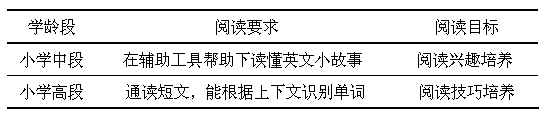 学龄段 阅读要求 阅读目标
小学中段 在辅助工具帮助下读懂英文小故事 阅读兴趣培养
小学高段 通读短文，能根据上下文识别单词 阅读技巧培养